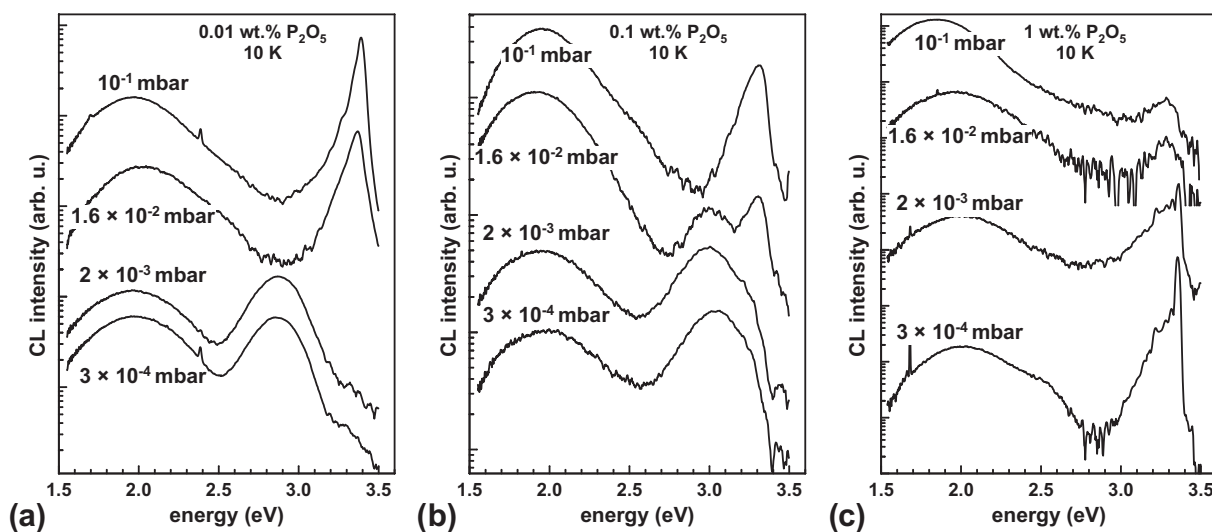 0.01 wt.% P₂O₅
10 K
10⁻¹ mbar
1.6 × 10⁻² mbar
2 × 10⁻³ mbar
3 × 10⁻⁴ mbar
CL intensity (arb. u.)
1.5 2.0 2.5 3.0 3.5
energy (eV)
(a)
0.1 wt.% P₂O₅
10 K
10⁻¹ mbar
1.6 × 10⁻² mbar
2 × 10⁻³ mbar
3 × 10⁻⁴ mbar
CL intensity (arb. u.)
1.5 2.0 2.5 3.0 3.5
energy (eV)
(b)
1 wt.% P₂O₅
10 K
10⁻¹ mbar
1.6 × 10⁻² mbar
2 × 10⁻³ mbar
3 × 10⁻⁴ mbar
CL intensity (arb. u.)
1.5 2.0 2.5 3.0 3.5
energy (eV)
(c)